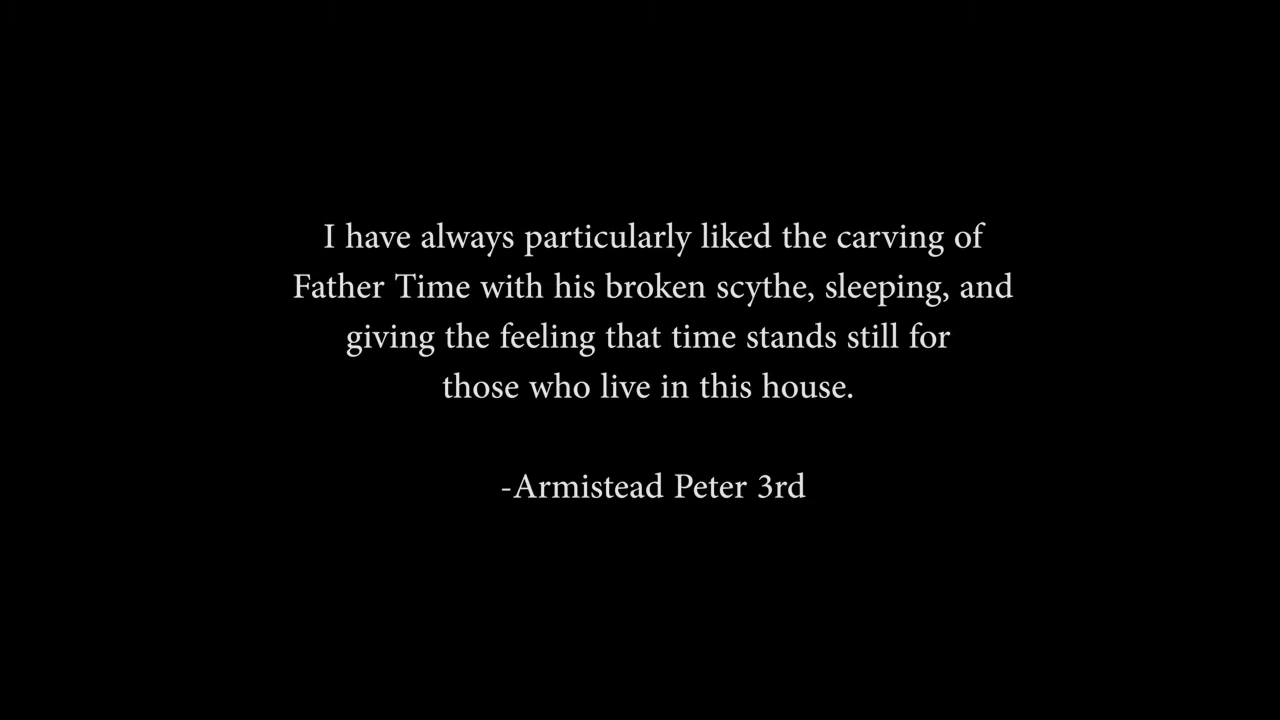 I have always particularly liked the carving of
Father Time with his broken scythe, sleeping, and
giving the feeling that time stands still for
those who live in this house.
-Armistead Peter 3rd